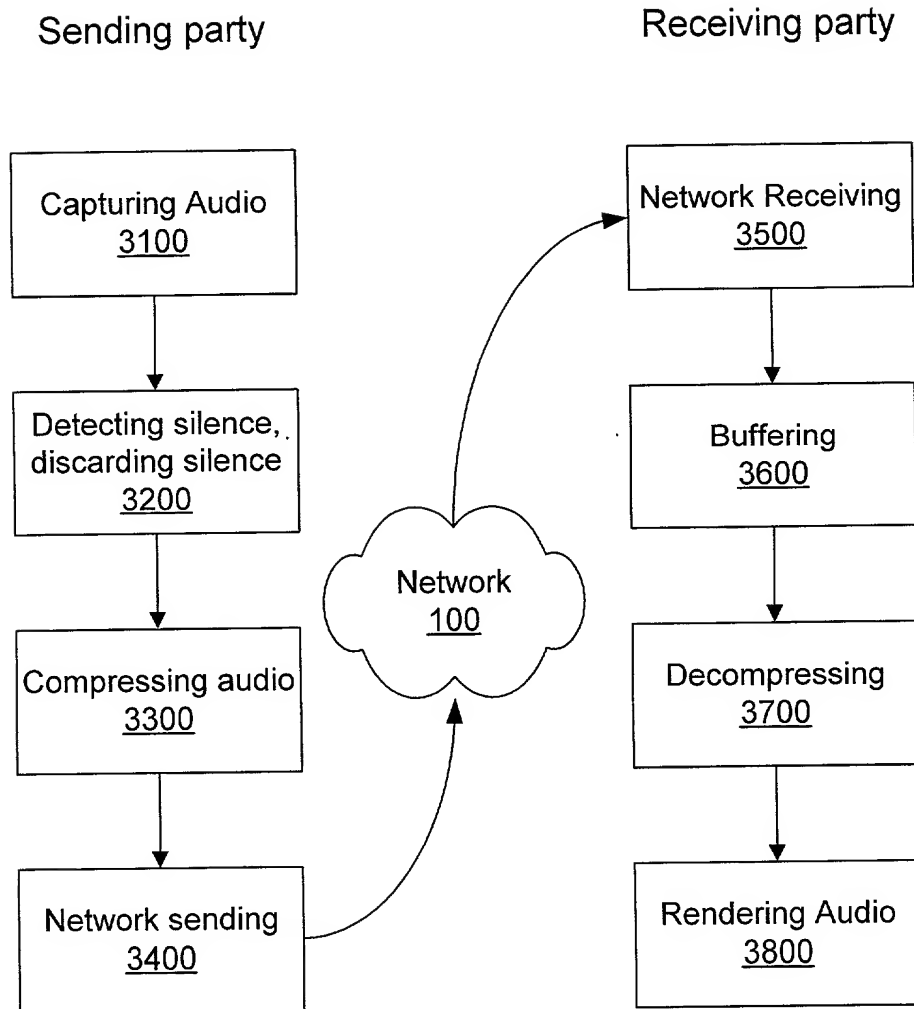 Sending party
Receiving party
Capturing Audio
3100
Detecting silence,
discarding silence
3200
Compressing audio
3300
Network sending
3400
Network
100
Network Receiving
3500
Buffering
3600
Decompressing
3700
Rendering Audio
3800